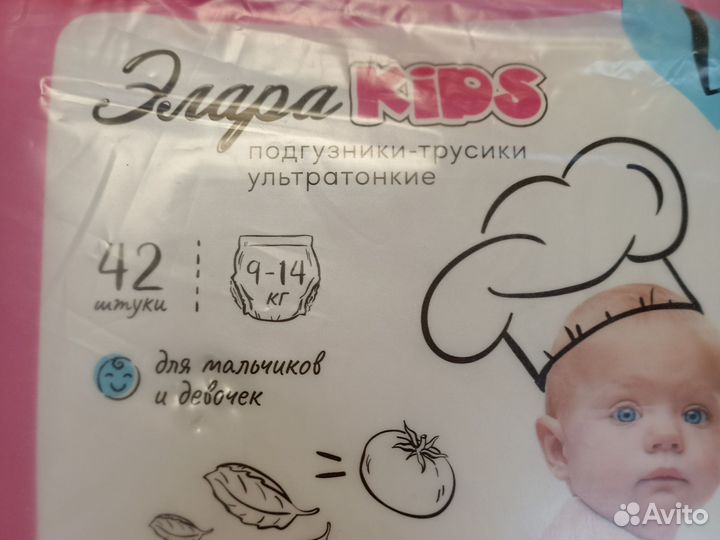 Элара KiDS
подгузники-трусики
ультратонкие
42
штуки
9-14
кг
для мальчиков
и девочек
=
Avito